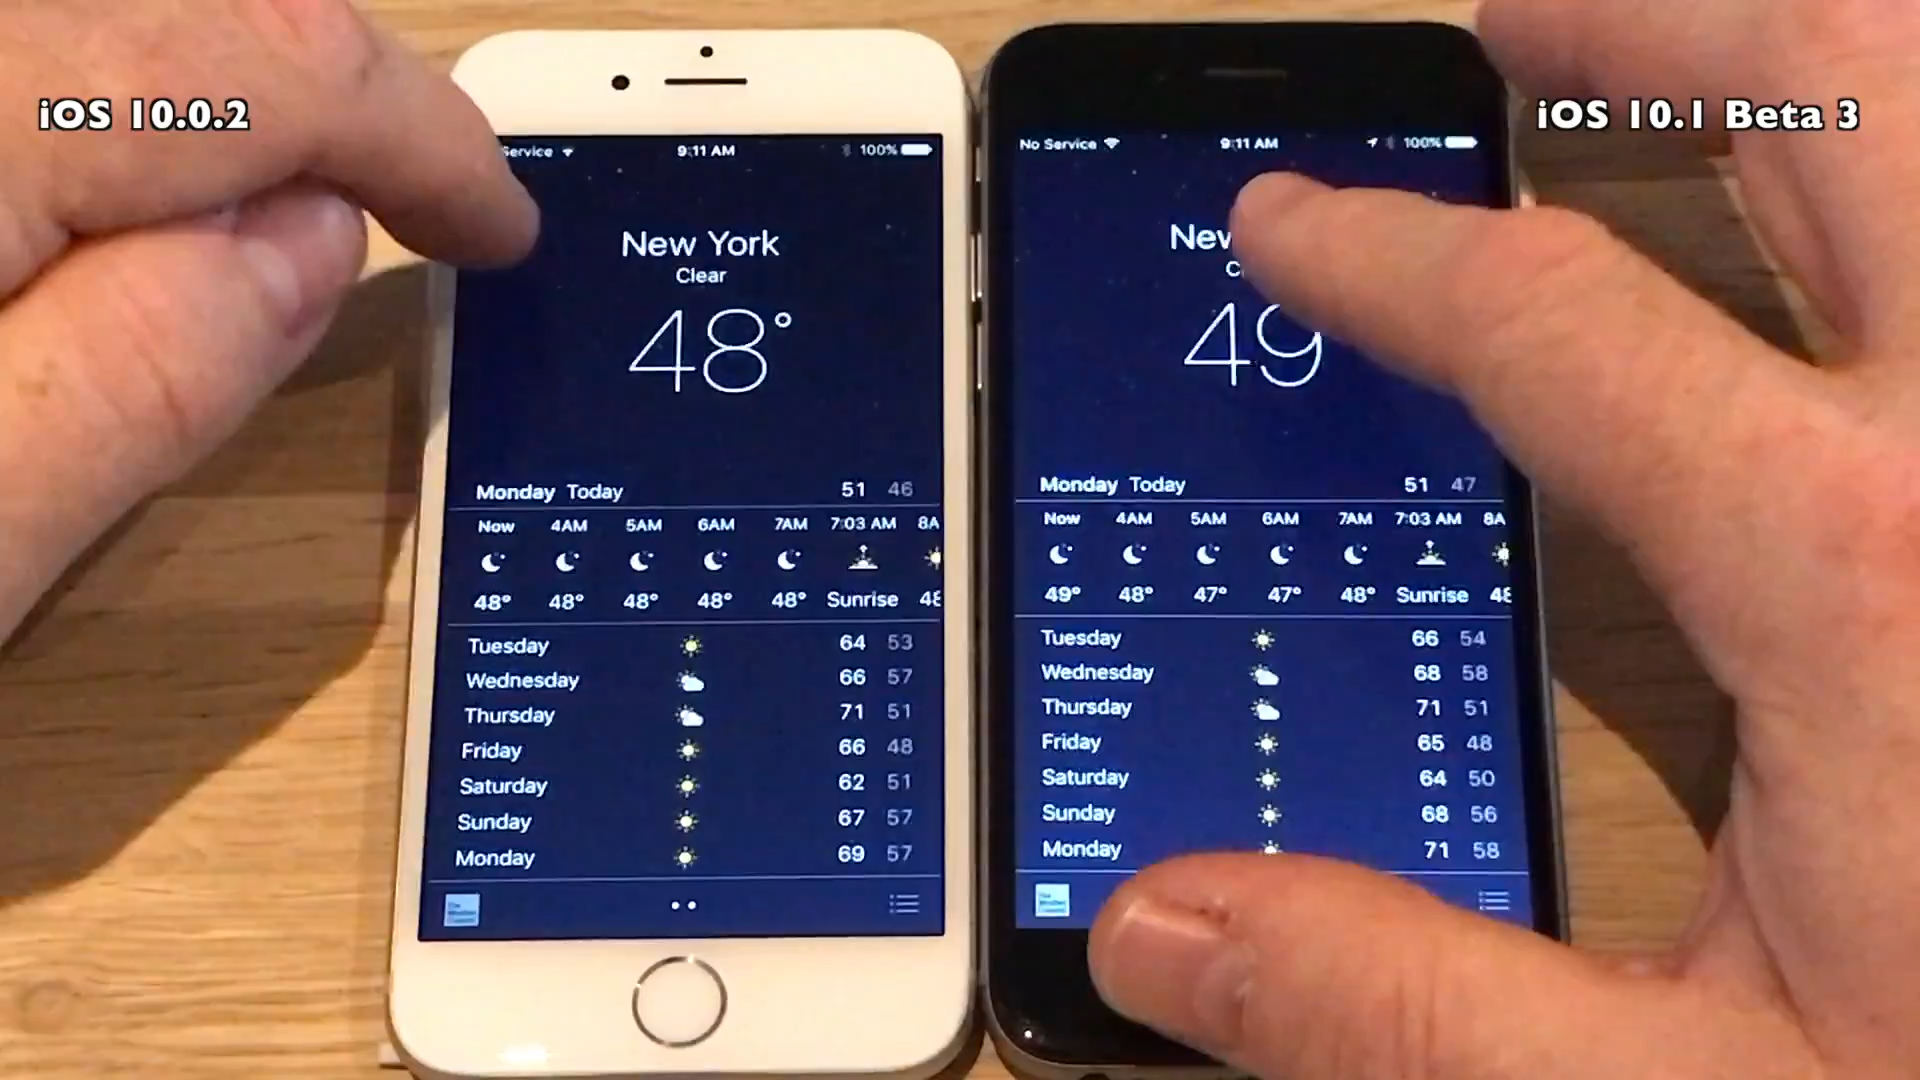 iOS 10.0.2
iOS 10.1 Beta 3
Service 9:11 AM 100%
New York
Clear
48°
Monday Today 51 46
Now 4AM 5AM 6AM 7AM 7:03 AM 8A
48° 48° 48° 48° 48° Sunrise 48
Tuesday 64 53
Wednesday 66 57
Thursday 71 51
Friday 66 48
Saturday 62 51
Sunday 67 57
Monday 69 57
No Service 9:11 AM 100%
New
C
49
Monday Today 51 47
Now 4AM 5AM 6AM 7AM 7:03 AM 8A
49° 48° 47° 47° 48° Sunrise 48
Tuesday 66 54
Wednesday 68 58
Thursday 71 51
Friday 65 48
Saturday 64 50
Sunday 68 56
Monday 71 58